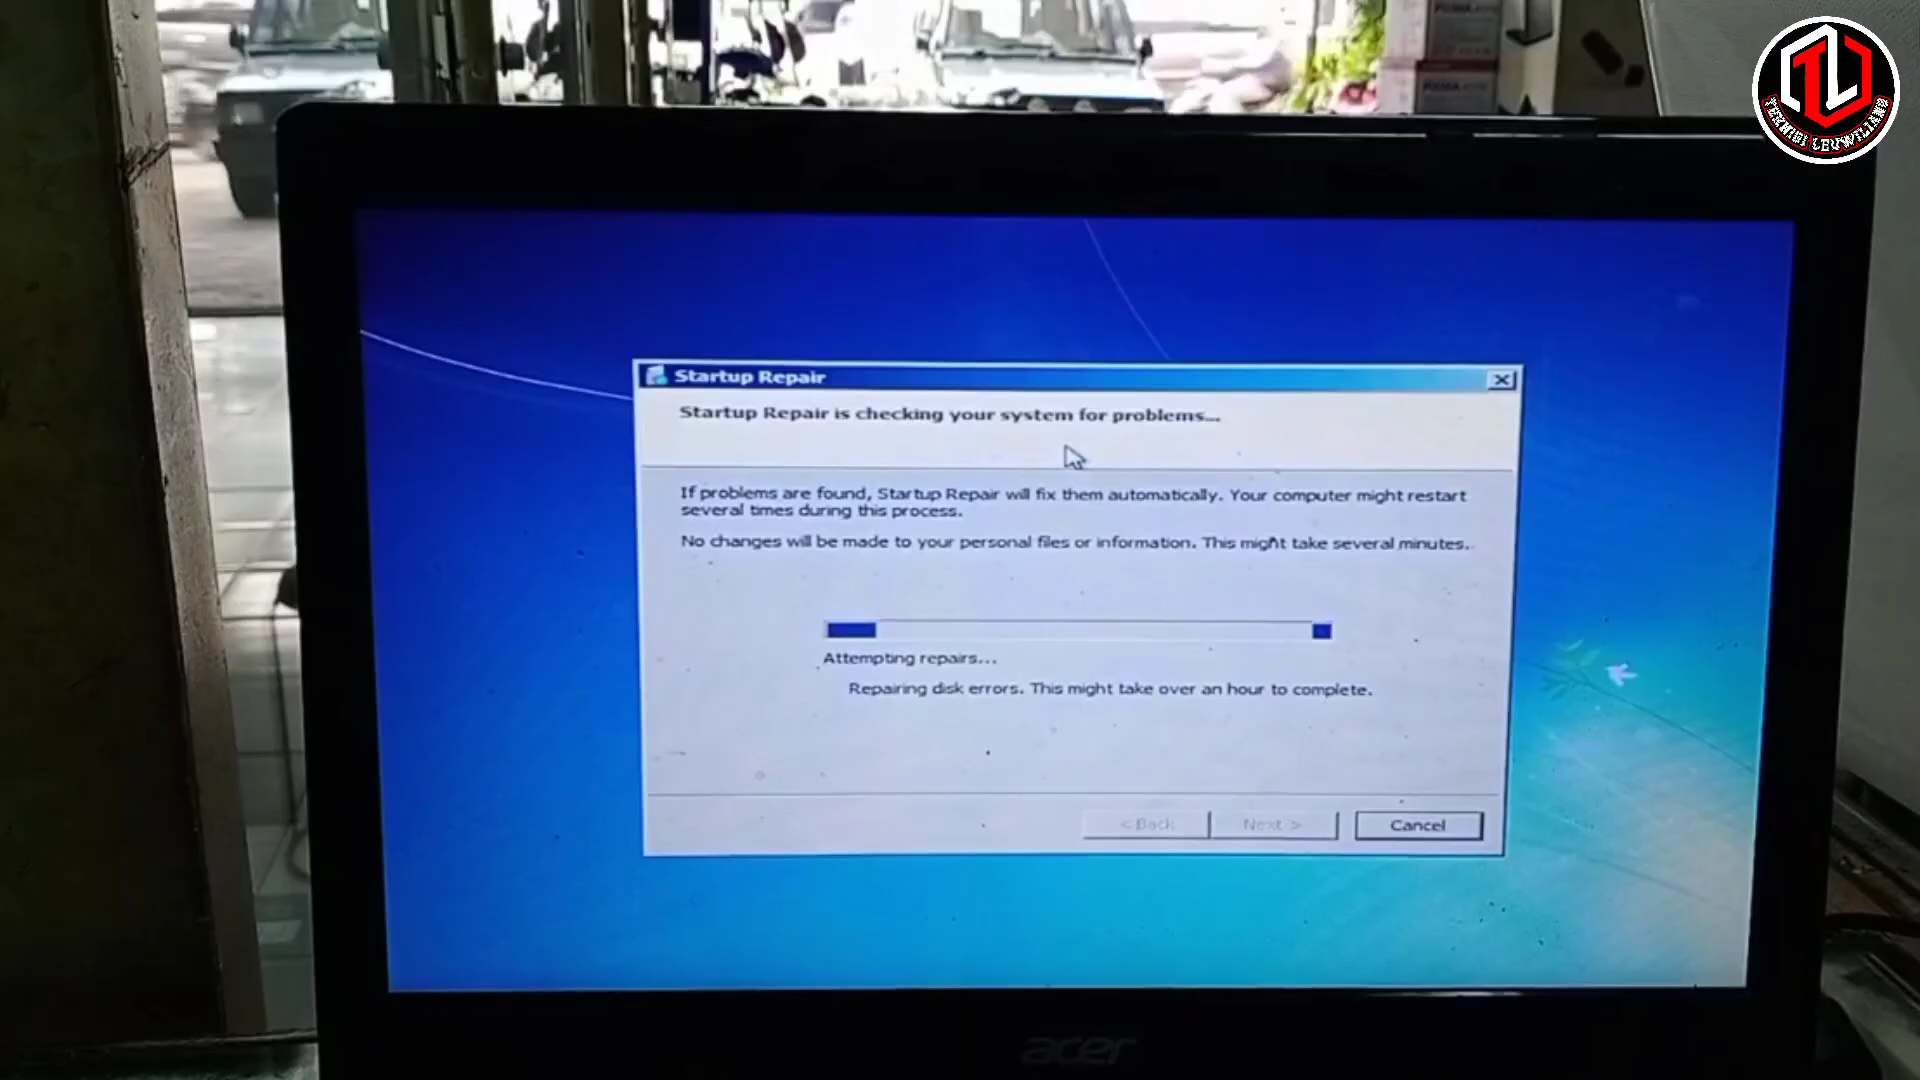 TEKNISI LEUWILIANG
Startup Repair
Startup Repair is checking your system for problems...
If problems are found, Startup Repair will fix them automatically. Your computer might restart
several times during this process.
No changes will be made to your personal files or information. This might take several minutes.
Attempting repairs...
Repairing disk errors. This might take over an hour to complete.
< Back
Next >
Cancel
acer